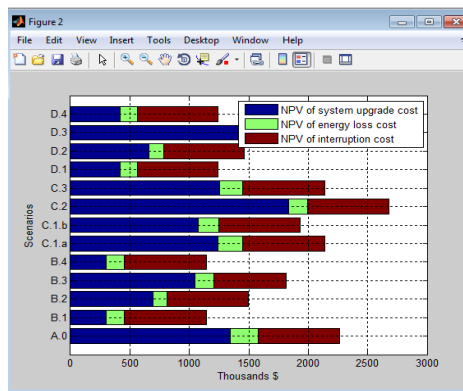 Figure 2
File Edit View Insert Tools Desktop Window Help
NPV of system upgrade cost
NPV of energy loss cost
NPV of interruption cost
D.4
D.3
D.2
D.1
C.3
C.2
C.1.b
C.1.a
B.4
B.3
B.2
B.1
A.0
Scenarios
0 500 1000 1500 2000 2500 3000
Thousands $